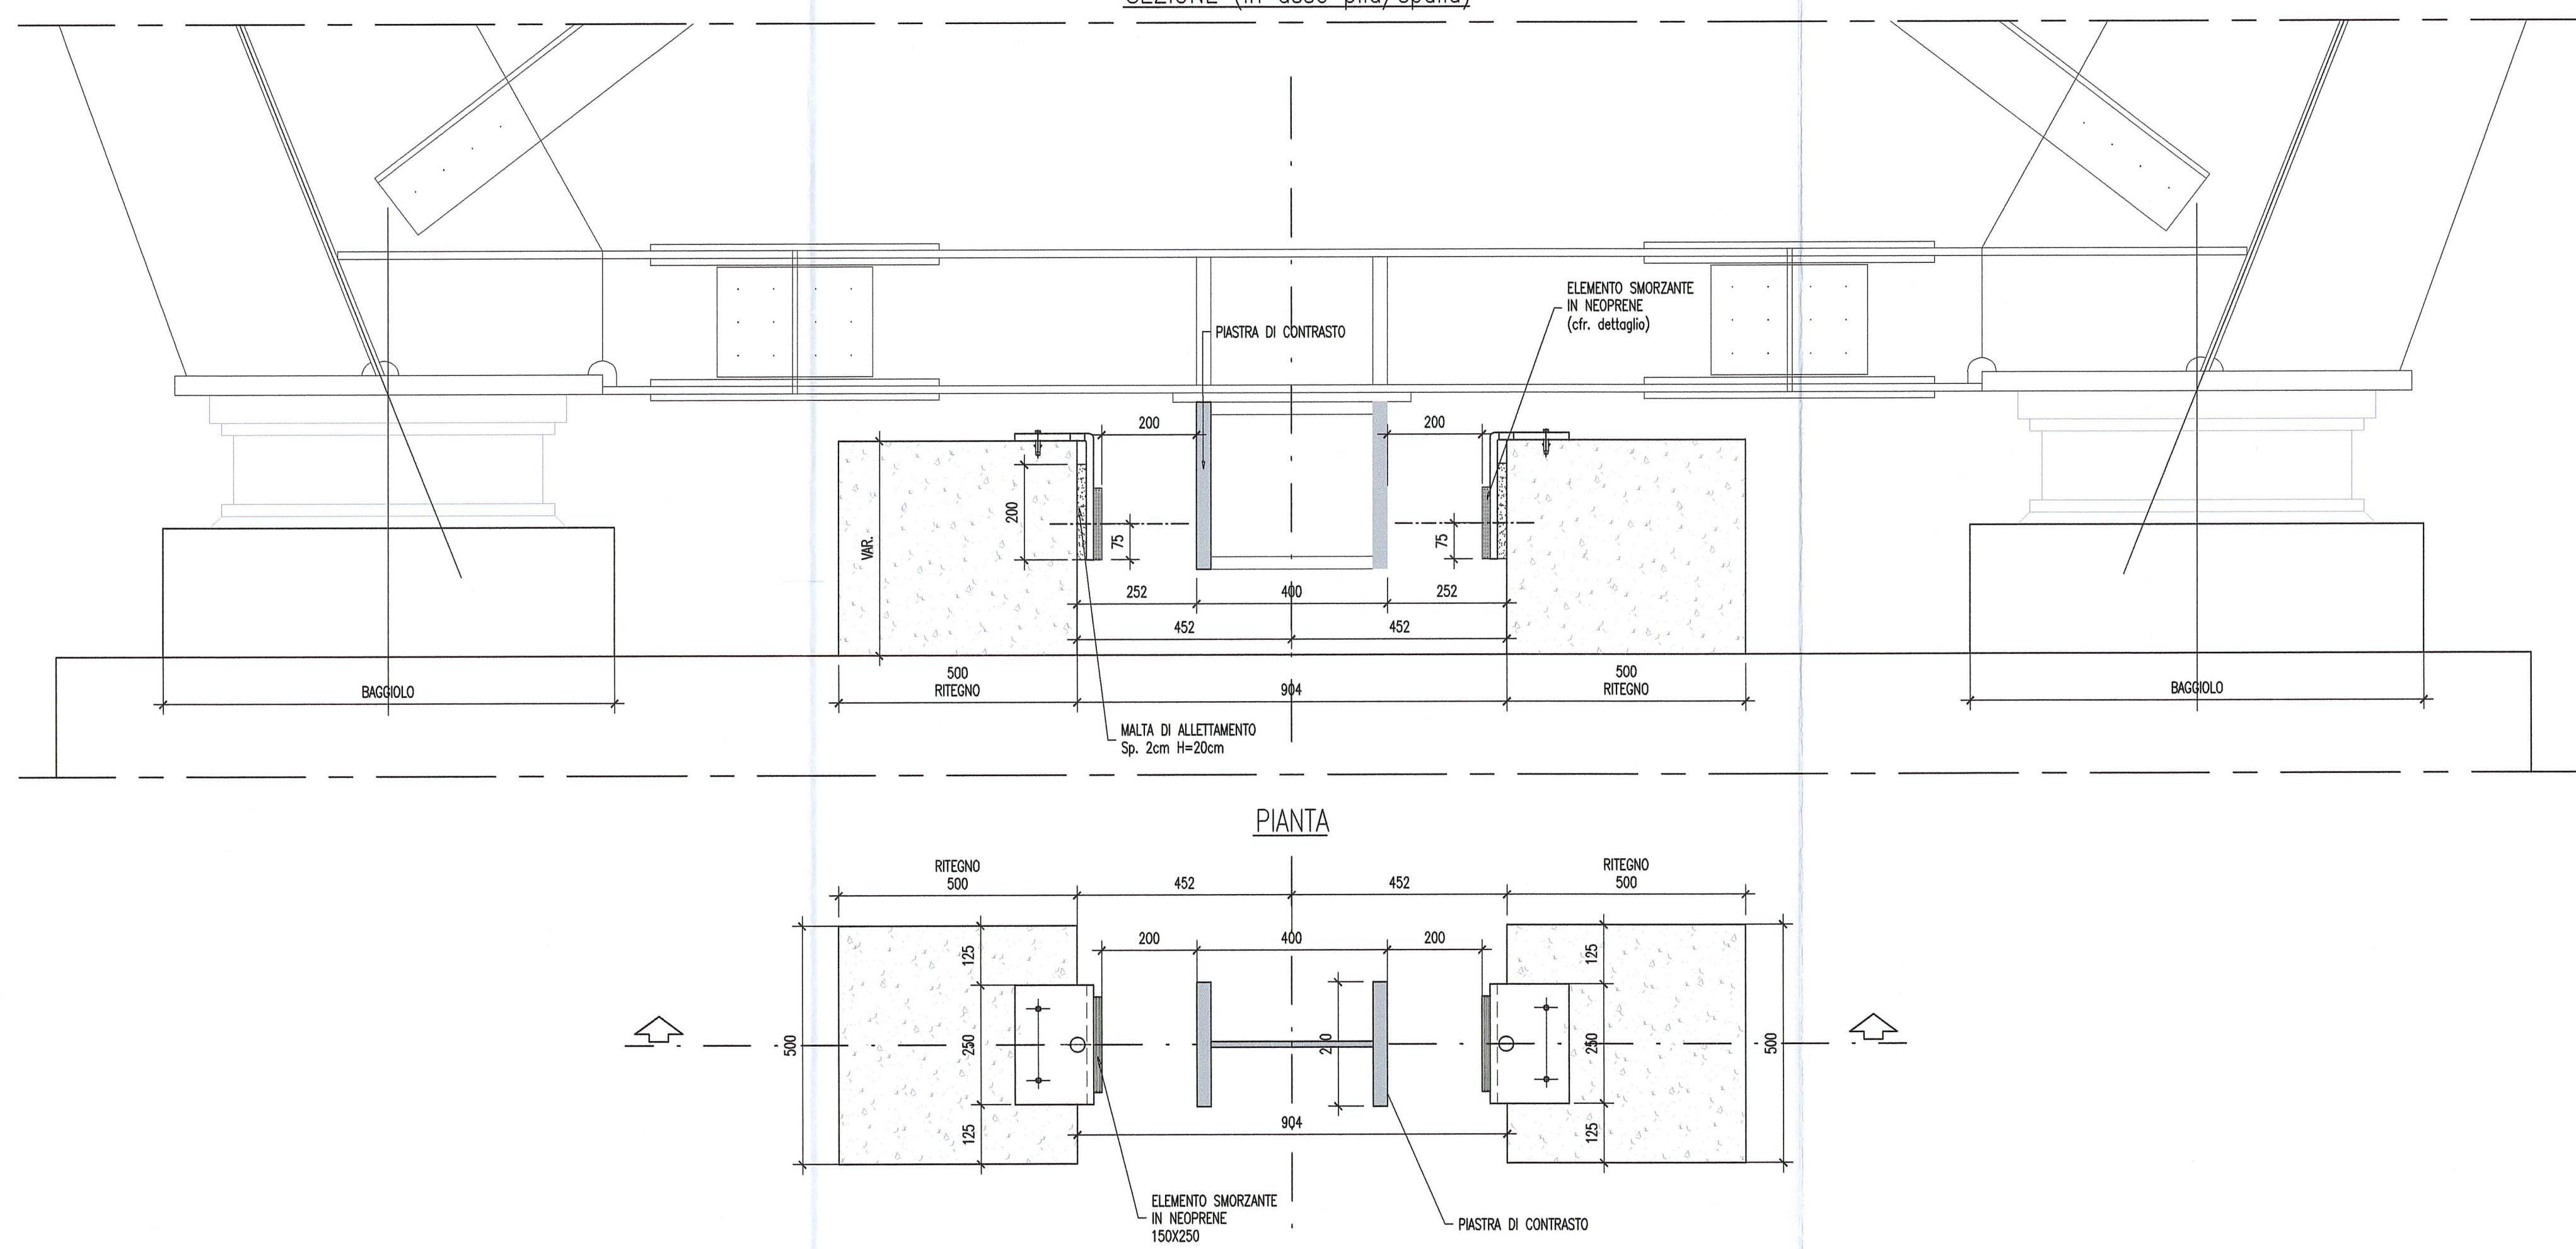 SEZIONE (in asse pila/spalla)
ELEMENTO SMORZANTE
IN NEOPRENE
(cfr. dettaglio)
PIASTRA DI CONTRASTO
200
200
200
75
75
VAR.
252
400
252
452
452
500
RITEGNO
904
500
RITEGNO
BAGGIOLO
BAGGIOLO
MALTA DI ALLETTAMENTO
Sp. 2cm H=20cm
PIANTA
RITEGNO
500
452
452
RITEGNO
500
200
400
200
125
125
500
250
250
500
125
125
904
ELEMENTO SMORZANTE
IN NEOPRENE
150X250
PIASTRA DI CONTRASTO